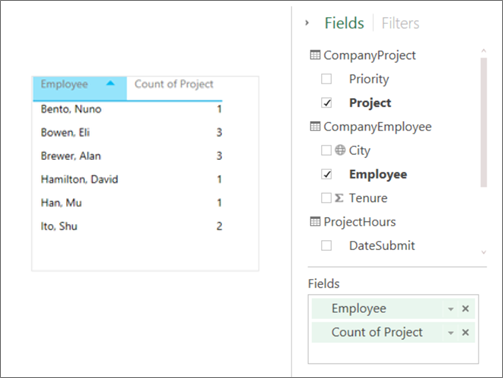 Employee Count of Project
Bento, Nuno 1
Bowen, Eli 3
Brewer, Alan 3
Hamilton, David 1
Han, Mu 1
Ito, Shu 2
Fields Filters
CompanyProject
Priority
Project
CompanyEmployee
City
Employee
Σ Tenure
ProjectHours
DateSubmit
Fields
Employee
Count of Project